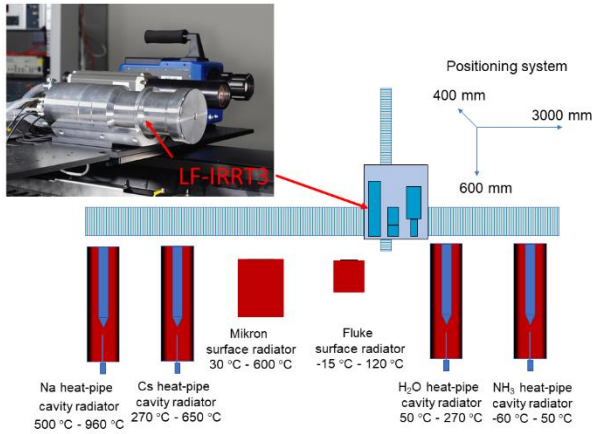 Positioning system
400 mm
3000 mm
600 mm
LF-IRRT3
Na heat-pipe
cavity radiator
500 °C - 960 °C
Cs heat-pipe
cavity radiator
270 °C - 650 °C
Mikron
surface radiator
30 °C - 600 °C
Fluke
surface radiator
-15 °C - 120 °C
H₂O heat-pipe
cavity radiator
50 °C - 270 °C
NH₃ heat-pipe
cavity radiator
-60 °C - 50 °C